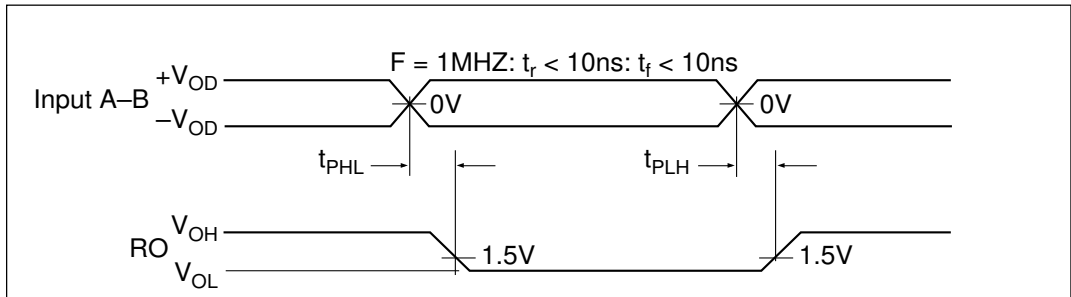 F = 1MHZ: tr < 10ns: tf < 10ns
+VOD
Input A–B
0V
0V
–VOD
tPHL
tPLH
VOH
RO
1.5V
1.5V
VOL